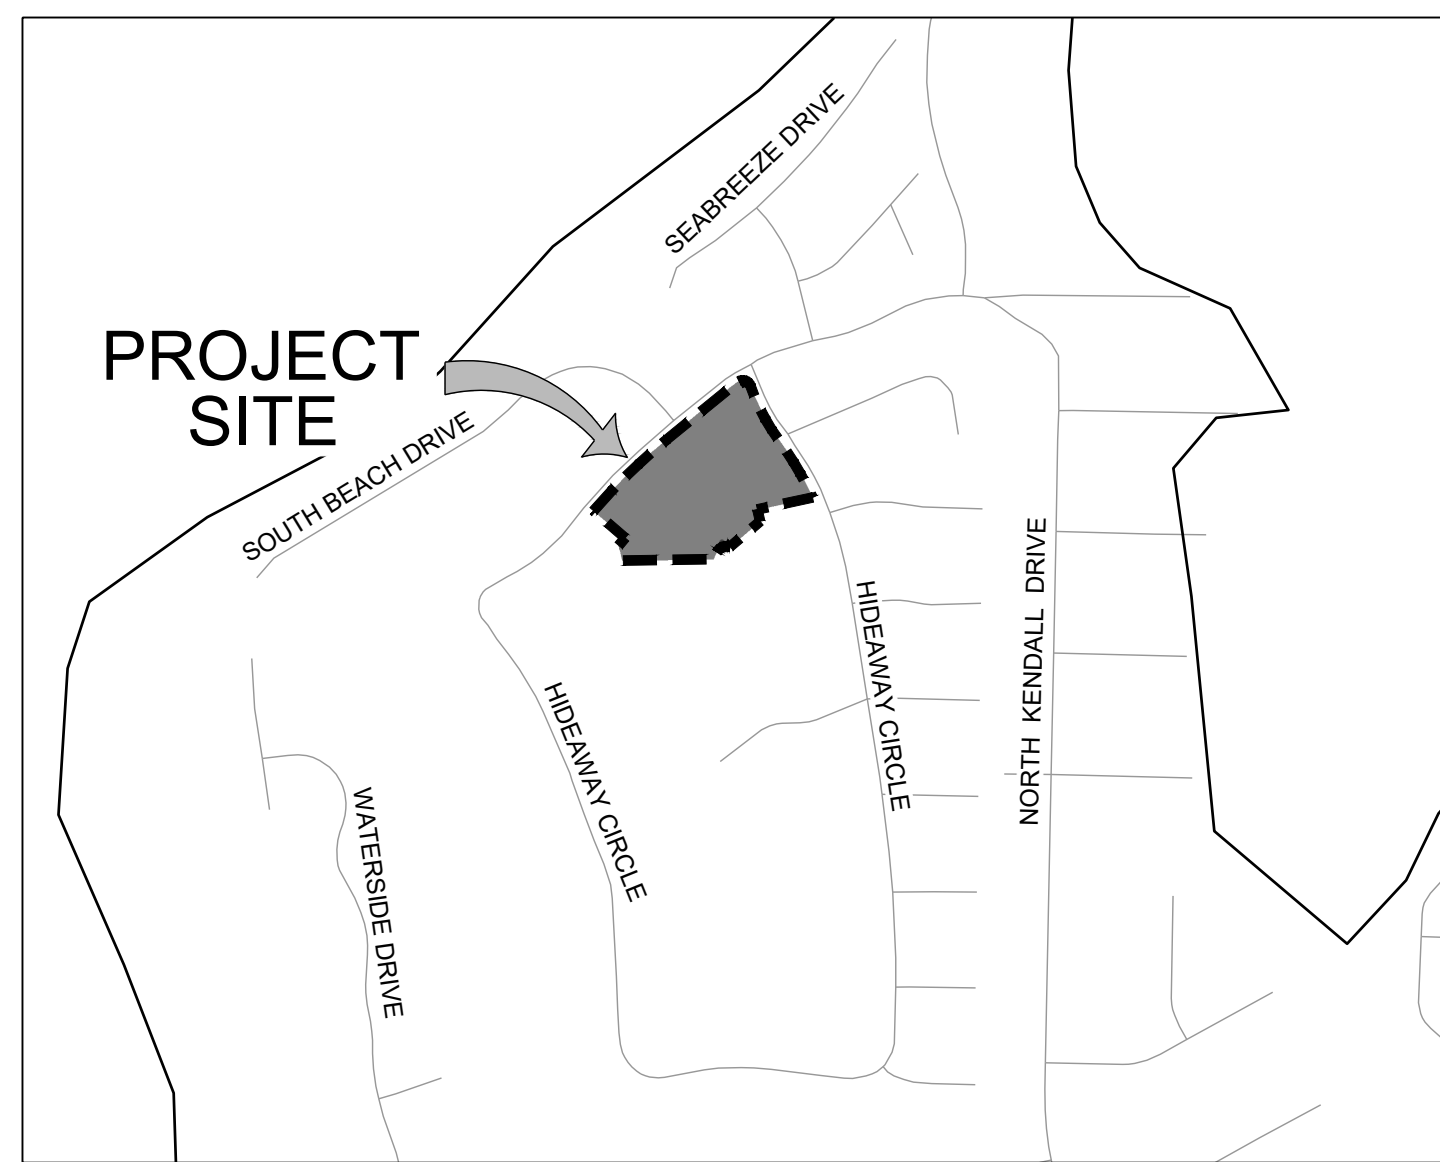 SEABREEZE DRIVE
PROJECT
SITE
SOUTH BEACH DRIVE
HIDEAWAY CIRCLE
NORTH KENDALL DRIVE
HIDEAWAY CIRCLE
WATERSIDE DRIVE